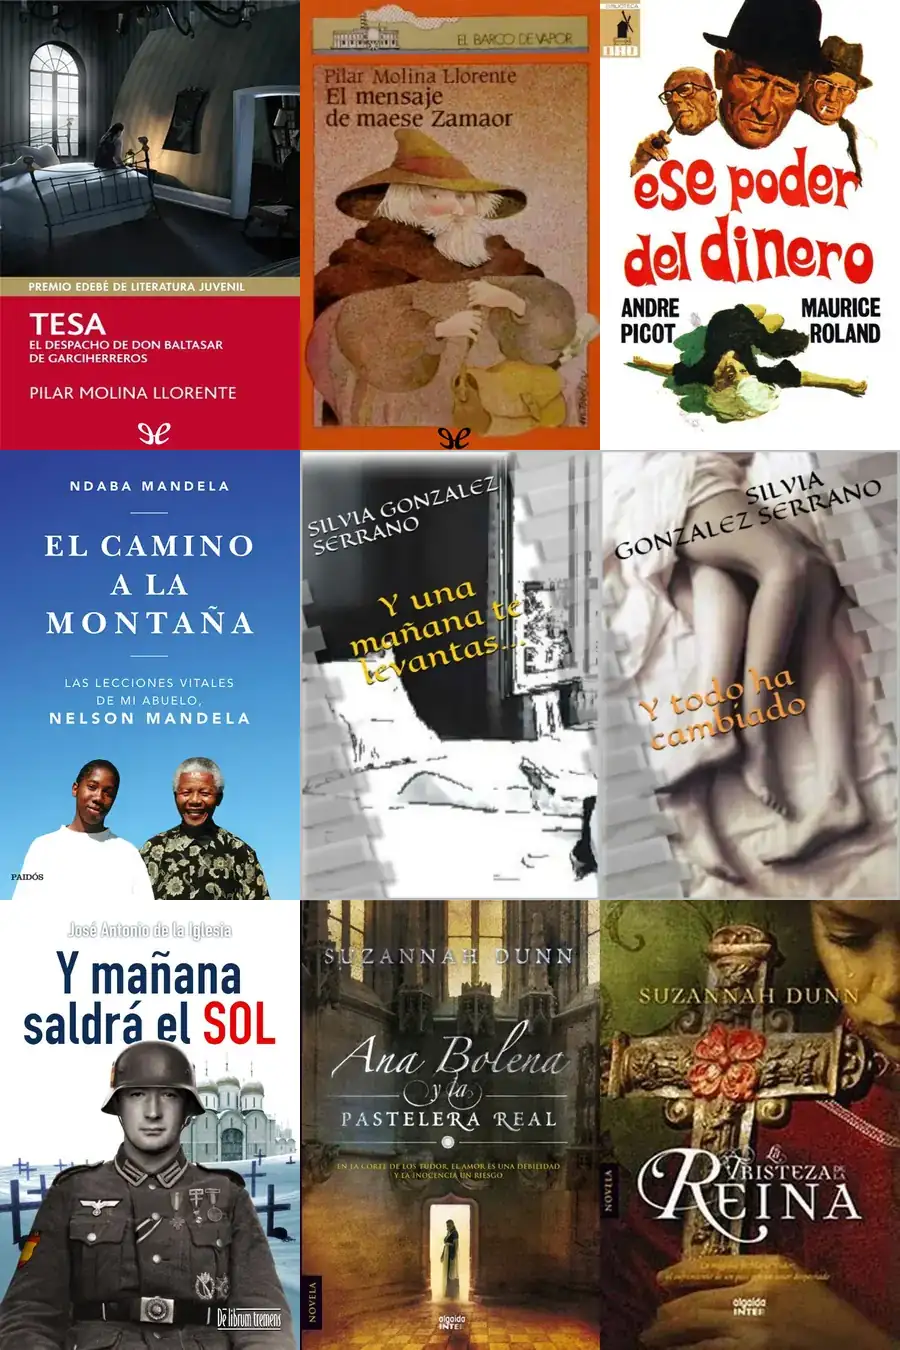 PREMIO EDEBÉ DE LITERATURA JUVENIL
TESA
EL DESPACHO DE DON BALTASAR
DE GARCIHERREROS
PILAR MOLINA LLORENTE
EL BARCO DE VAPOR
Pilar Molina Llorente
El mensaje
de maese Zamaor
BIBLIOTECA
ese poder
del dinero
ANDRE
PICOT
MAURICE
ROLAND
NDABA MANDELA
EL CAMINO
A LA
MONTAÑA
LAS LECCIONES VITALES
DE MI ABUELO,
NELSON MANDELA
PAIDÓS
SILVIA GONZALEZ
SERRANO
Y una
mañana te
levantas...
SILVIA
GONZALEZ SERRANO
Y todo ha
cambiado
José Antonio de la Iglesia
Y mañana
saldrá el SOL
De librum tremens
SUZANNAH DUNN
Ana Bolena
y la
PASTELERA REAL
EN LA CORTE DE LOS TUDOR, EL AMOR ES UNA DEBILIDAD
Y LA INOCENCIA UN RIESGO
NOVELA
algaida
INTER
SUZANNAH DUNN
LA
TRISTEZA DE LA
REINA
NOVELA
algaida
INTER